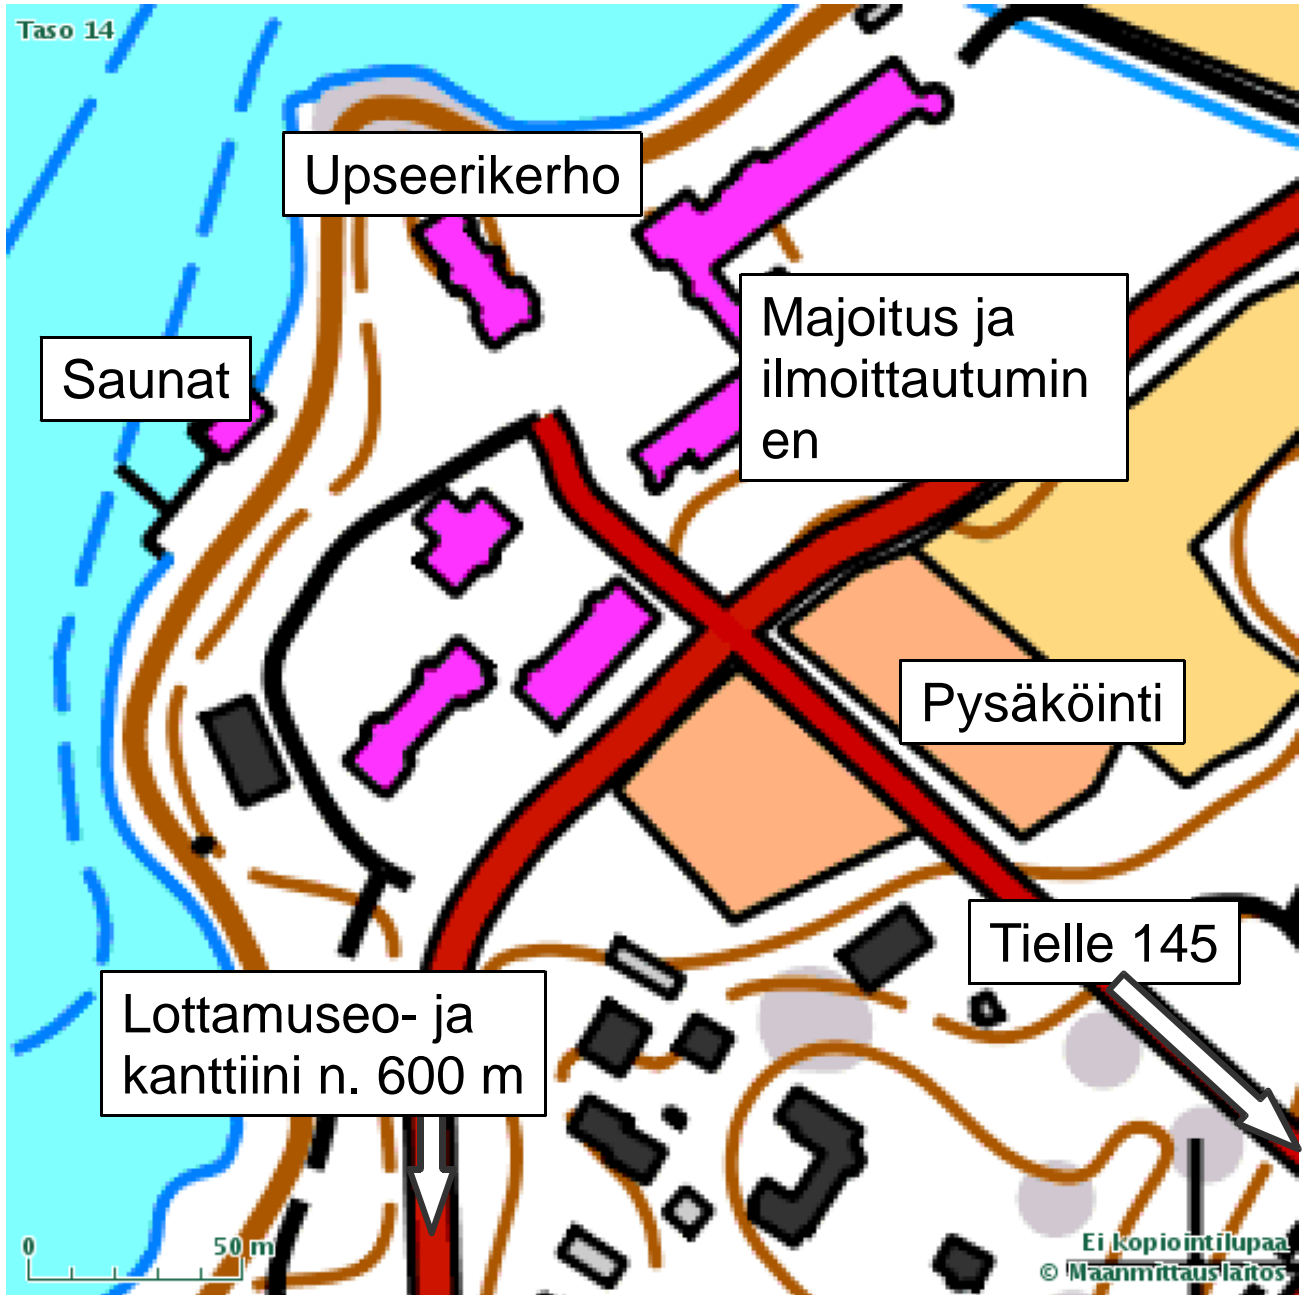 Taso 14
Upseerikerho
Majoitus ja
ilmoittautumin
en
Saunat
Pysäköinti
Tielle 145
Lottamuseo- ja
kanttiini n. 600 m
0 50 m
Ei kopiointilupaa
© Maanmittauslaitos